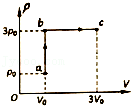 ρ
3p₀ b c
p₀ a
O V₀ 3V₀ V